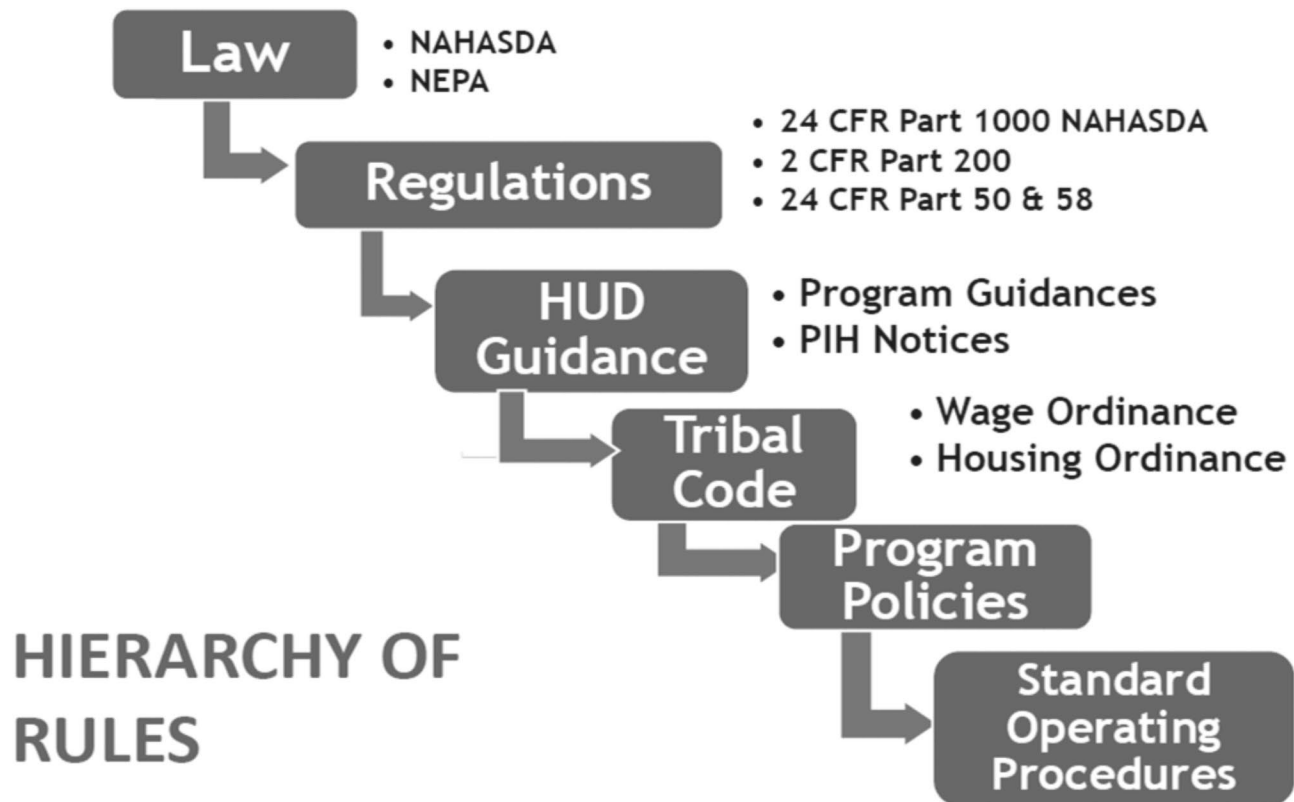 Law
• NAHASDA
• NEPA
Regulations
• 24 CFR Part 1000 NAHASDA
• 2 CFR Part 200
• 24 CFR Part 50 & 58
HUD
Guidance
• Program Guidances
• PIH Notices
Tribal
Code
• Wage Ordinance
• Housing Ordinance
Program
Policies
Standard
Operating
Procedures
HIERARCHY OF
RULES